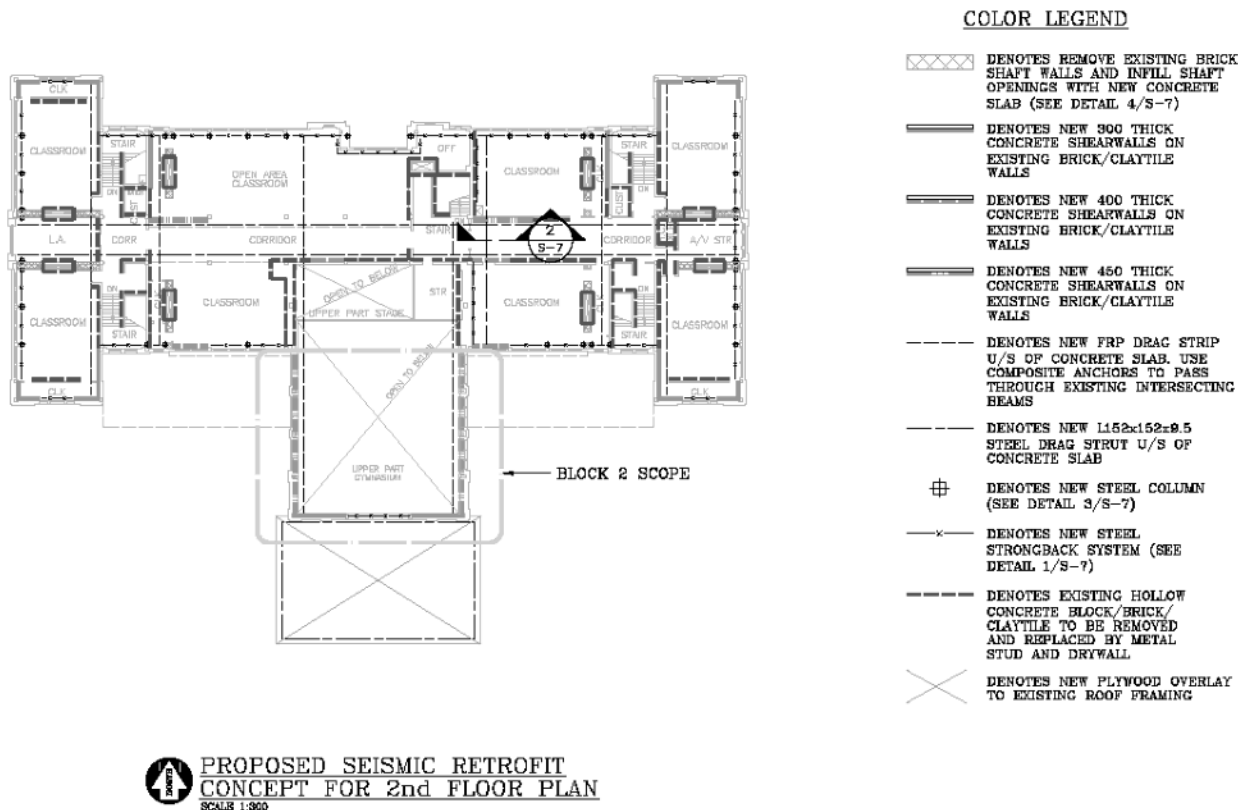 COLOR LEGEND
DENOTES REMOVE EXISTING BRICK
SHAFT WALLS AND INFILL SHAFT
OPENINGS WITH NEW CONCRETE
SLAB (SEE DETAIL 4/S-7)
DENOTES NEW 300 THICK
CONCRETE SHEARWALLS ON
EXISTING BRICK/CLAYTILE
WALLS
DENOTES NEW 400 THICK
CONCRETE SHEARWALLS ON
EXISTING BRICK/CLAYTILE
WALLS
DENOTES NEW 450 THICK
CONCRETE SHEARWALLS ON
EXISTING BRICK/CLAYTILE
WALLS
DENOTES NEW FRP DRAG STRIP
U/S OF CONCRETE SLAB. USE
COMPOSITE ANCHORS TO PASS
THROUGH EXISTING INTERSECTING
BEAMS
DENOTES NEW L152x152x9.5
STEEL DRAG STRUT U/S OF
CONCRETE SLAB
DENOTES NEW STEEL COLUMN
(SEE DETAIL 3/S-7)
DENOTES NEW STEEL
STRONGBACK SYSTEM (SEE
DETAIL 1/S-7)
DENOTES EXISTING HOLLOW
CONCRETE BLOCK/BRICK/
CLAYTILE TO BE REMOVED
AND REPLACED BY METAL
STUD AND DRYWALL
DENOTES NEW PLYWOOD OVERLAY
TO EXISTING ROOF FRAMING
CLK
CLASSROOM
STAIR
DN
CUST
OPEN AREA
CLASSROOM
OFF
CLASSROOM
STAIR
DN
CUST
CLASSROOM
L.A.
CORR
CORRIDOR
STAIR
2
S-7
CORRIDOR
A/V STR
CLASSROOM
DN
STAIR
CLASSROOM
OPEN TO BELOW
UPPER PART STAGE
STR
CLASSROOM
DN
STAIR
CLASSROOM
CLK
OPEN TO BELOW
CLK
UPPER PART
GYMNASIUM
BLOCK 2 SCOPE
PROPOSED SEISMIC RETROFIT
CONCEPT FOR 2nd FLOOR PLAN
SCALE 1:300